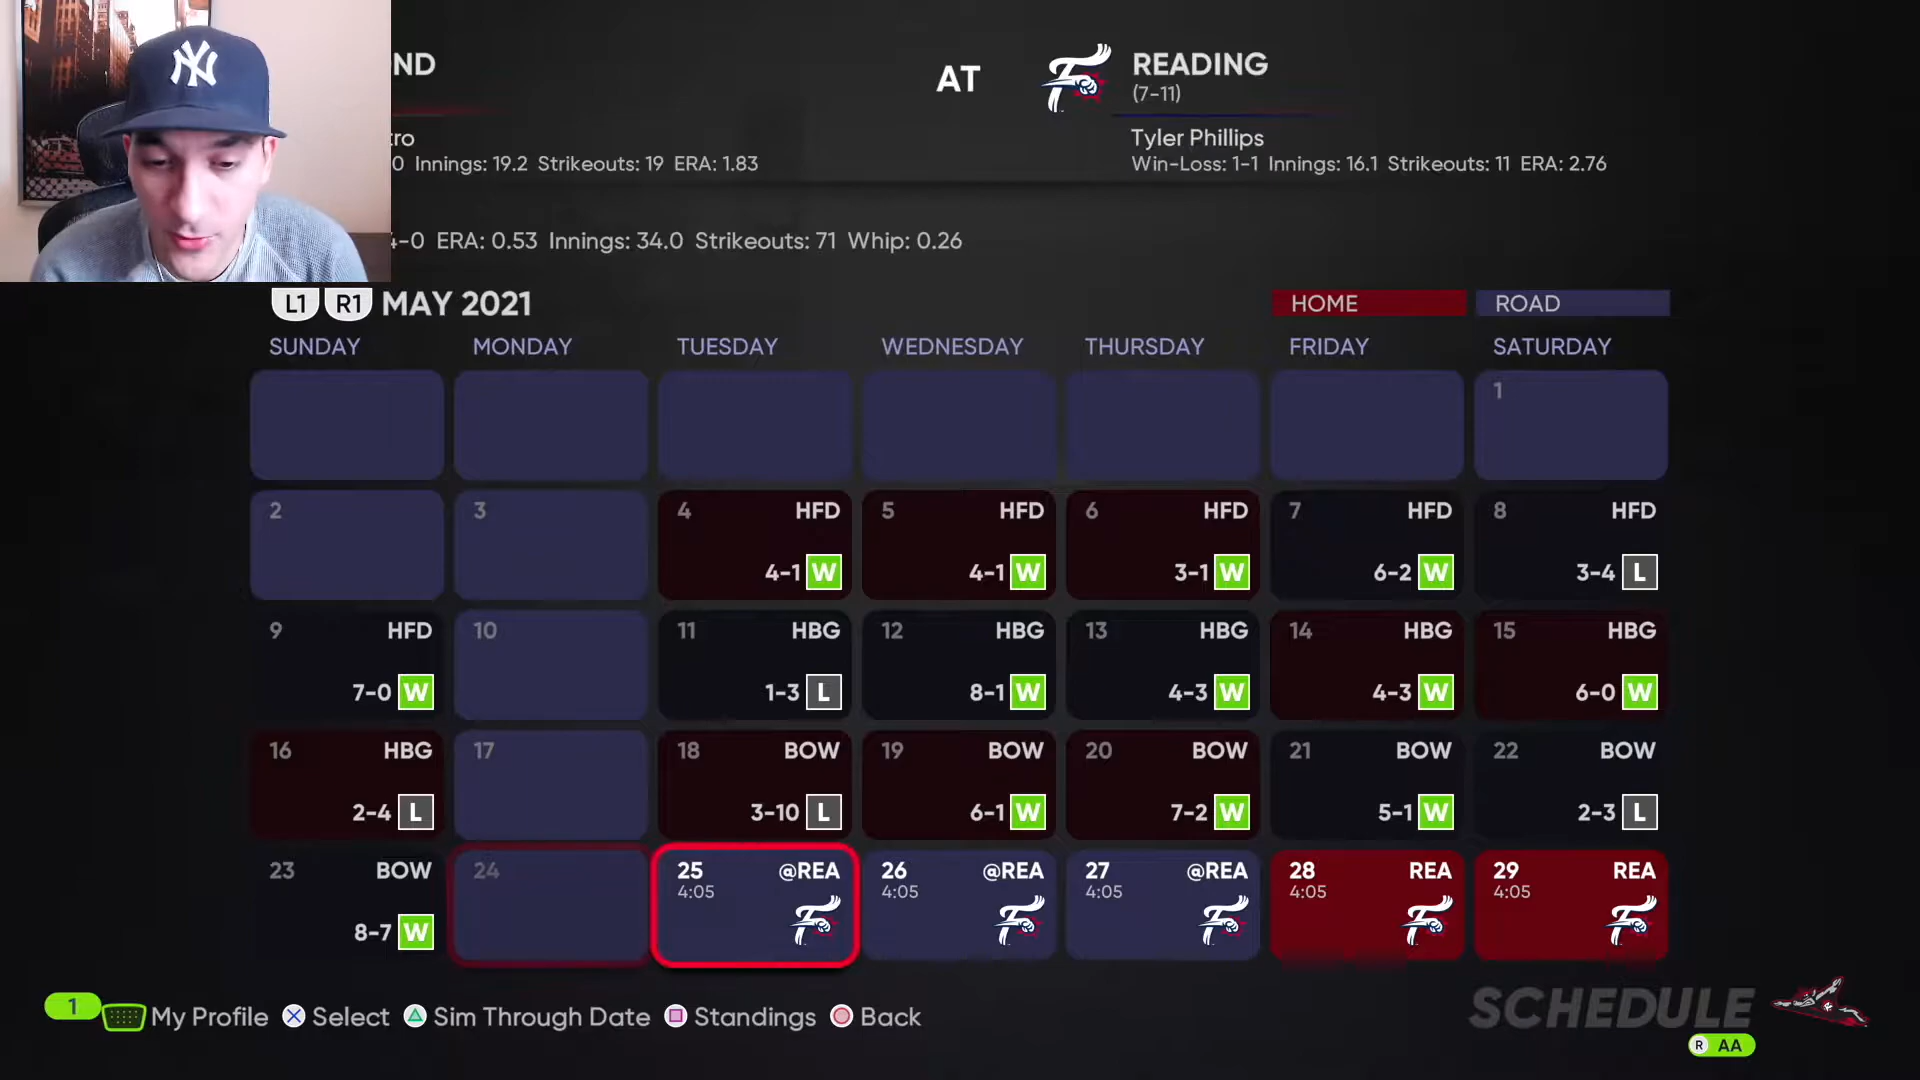 NY
ND
AT
READING
(7-11)
tro
0 Innings: 19.2 Strikeouts: 19 ERA: 1.83
Tyler Phillips
Win-Loss: 1-1 Innings: 16.1 Strikeouts: 11 ERA: 2.76
4-0 ERA: 0.53 Innings: 34.0 Strikeouts: 71 Whip: 0.26
L1 R1 MAY 2021
HOME
ROAD
SUNDAY MONDAY TUESDAY WEDNESDAY THURSDAY FRIDAY SATURDAY
1
2 3 4 HFD 5 HFD 6 HFD 7 HFD 8 HFD
4-1 W 4-1 W 3-1 W 6-2 W 3-4 L
9 HFD 10 11 HBG 12 HBG 13 HBG 14 HBG 15 HBG
7-0 W 1-3 L 8-1 W 4-3 W 4-3 W 6-0 W
16 HBG 17 18 BOW 19 BOW 20 BOW 21 BOW 22 BOW
2-4 L 3-10 L 6-1 W 7-2 W 5-1 W 2-3 L
23 BOW 24 25 @REA 26 @REA 27 @REA 28 REA 29 REA
4:05 4:05 4:05 4:05 4:05
8-7 W
1 My Profile Select Sim Through Date Standings Back
SCHEDULE
R AA